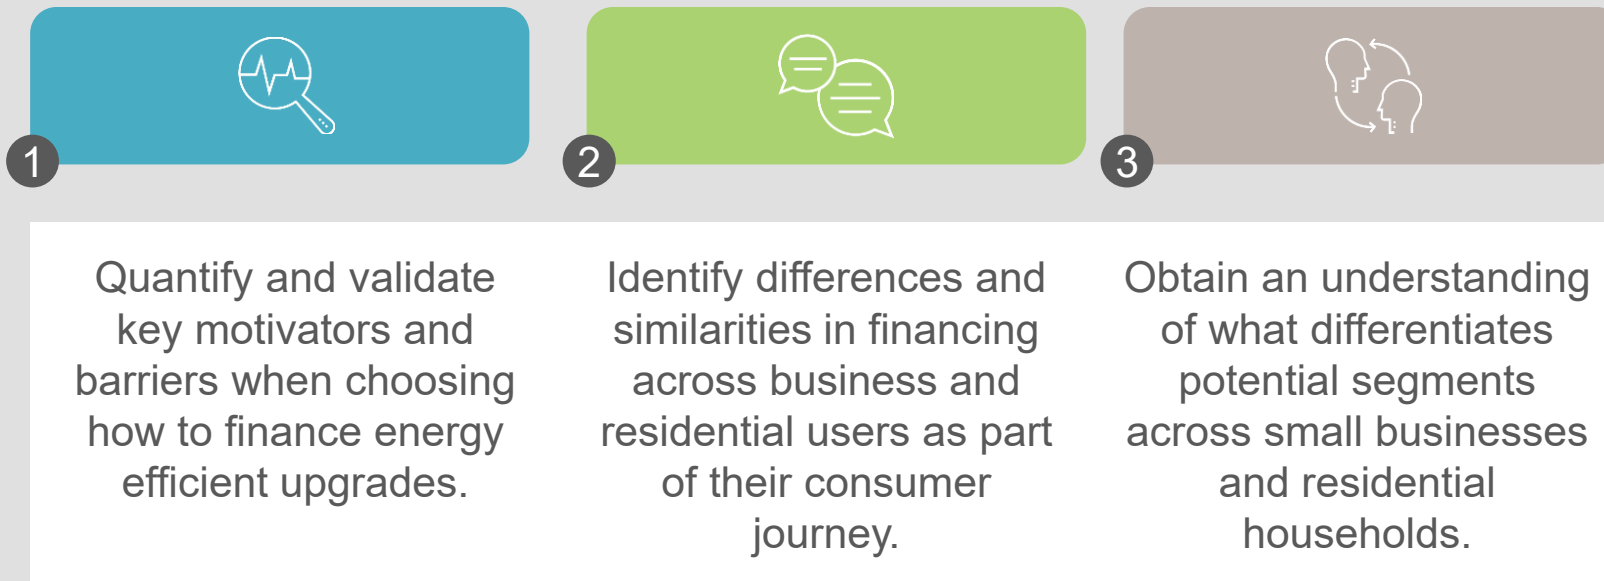 1
Quantify and validate
key motivators and
barriers when choosing
how to finance energy
efficient upgrades.
2
Identify differences and
similarities in financing
across business and
residential users as part
of their consumer
journey.
3
Obtain an understanding
of what differentiates
potential segments
across small businesses
and residential
households.